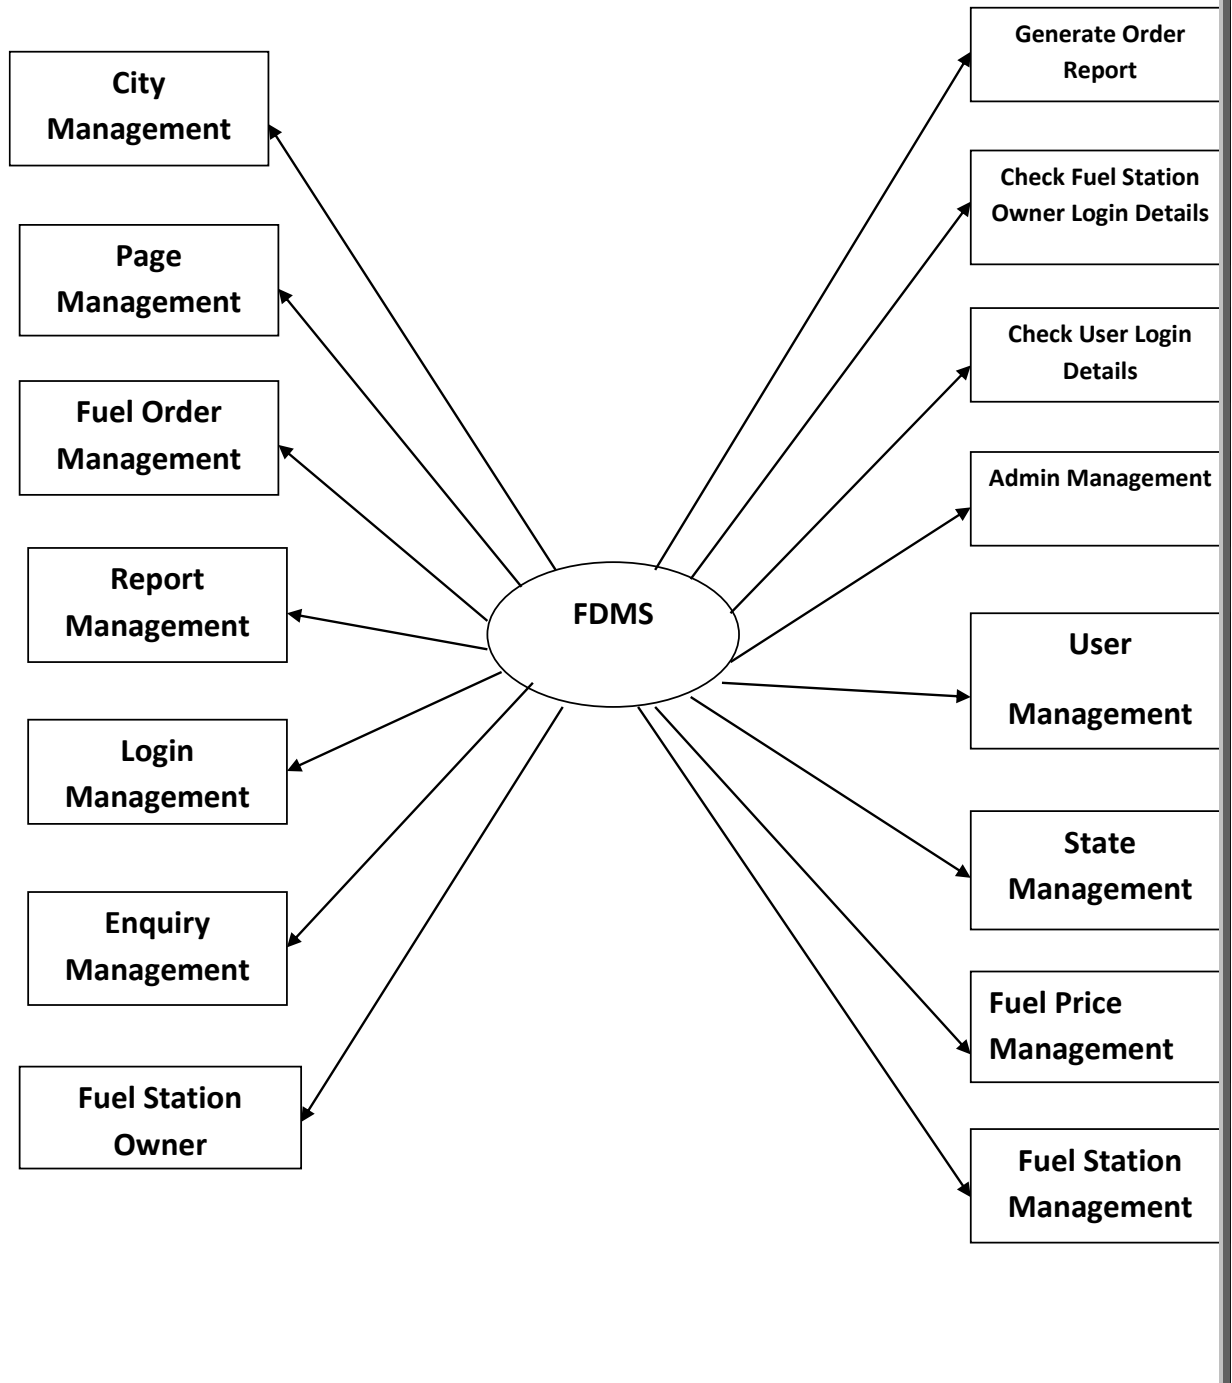 City
Management
Page
Management
Fuel Order
Management
Report
Management
Login
Management
Enquiry
Management
Fuel Station
Owner
FDMS
Generate Order
Report
Check Fuel Station
Owner Login Details
Check User Login
Details
Admin Management
User
Management
State
Management
Fuel Price
Management
Fuel Station
Management